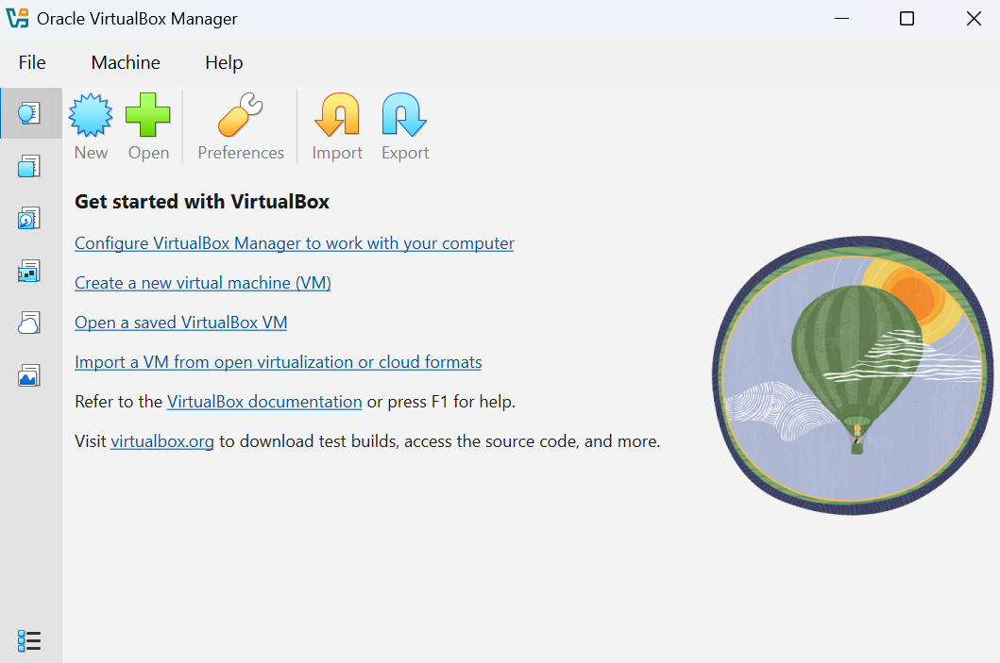 Oracle VirtualBox Manager
File Machine Help
New Open Preferences Import Export
Get started with VirtualBox
Configure VirtualBox Manager to work with your computer
Create a new virtual machine (VM)
Open a saved VirtualBox VM
Import a VM from open virtualization or cloud formats
Refer to the VirtualBox documentation or press F1 for help.
Visit virtualbox.org to download test builds, access the source code, and more.